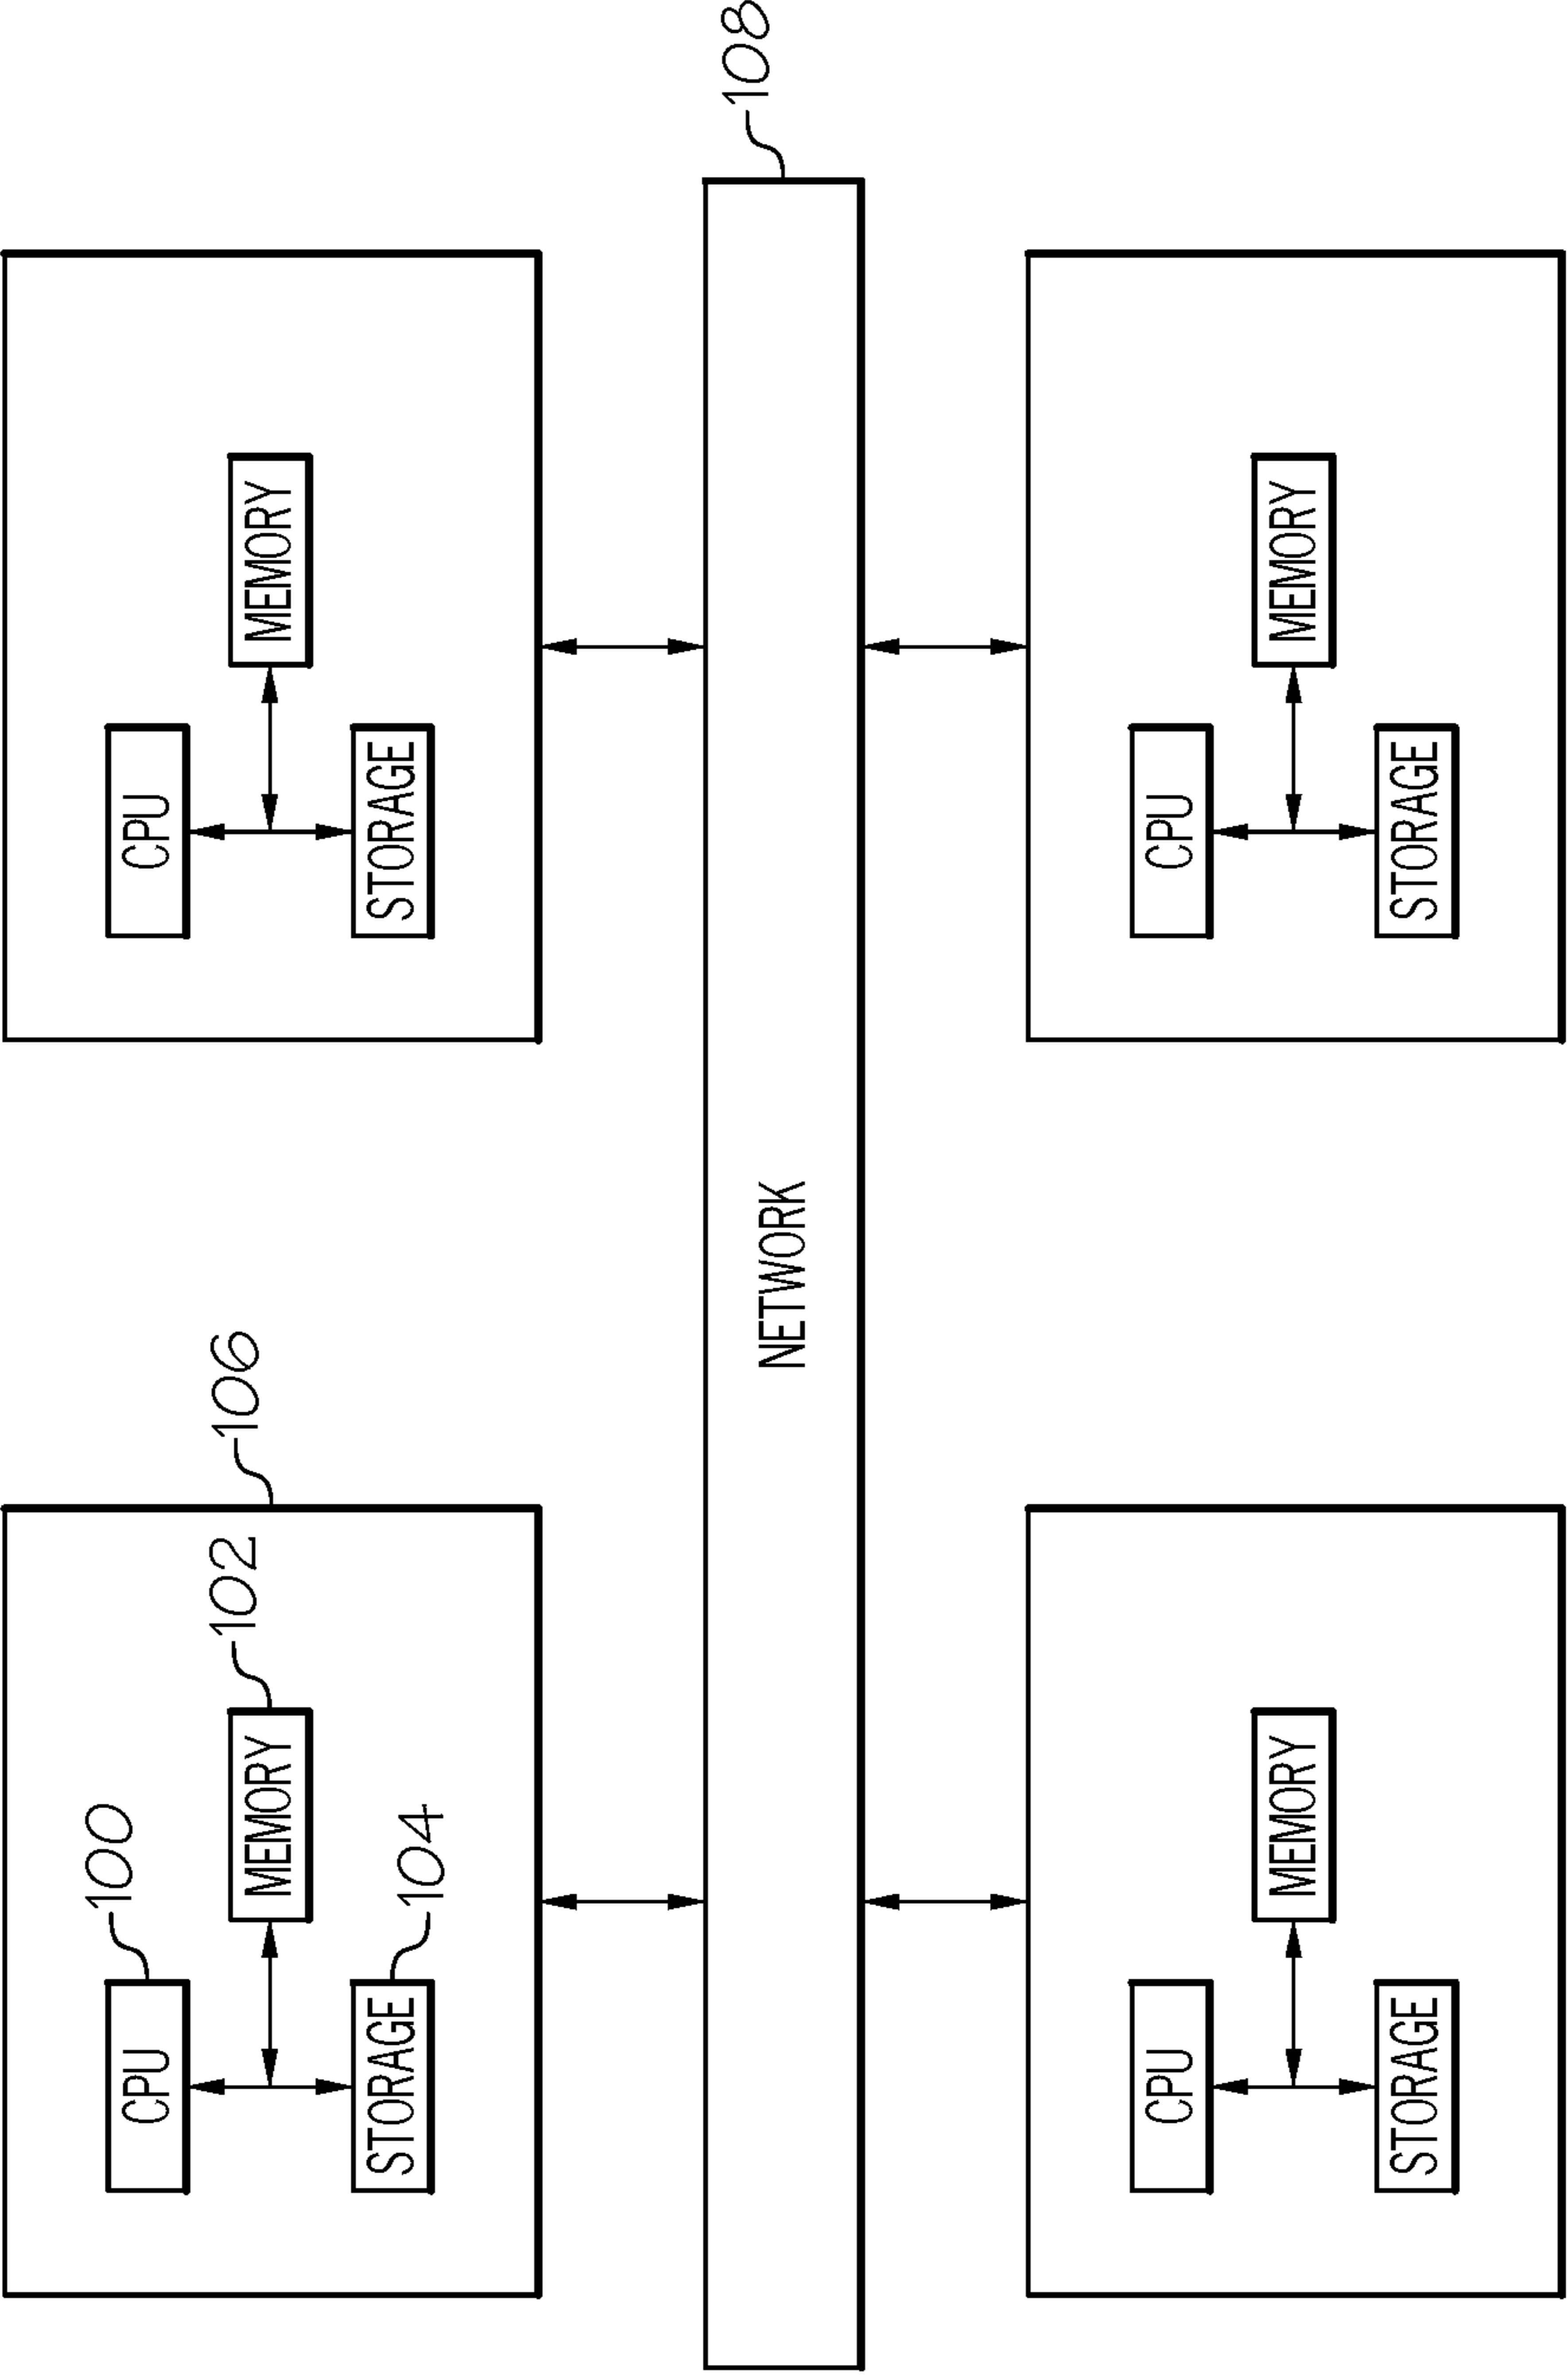 100
CPU
CPU
102
106
MEMORY
MEMORY
STORAGE
104
STORAGE
108
NETWORK
CPU
CPU
MEMORY
MEMORY
STORAGE
STORAGE